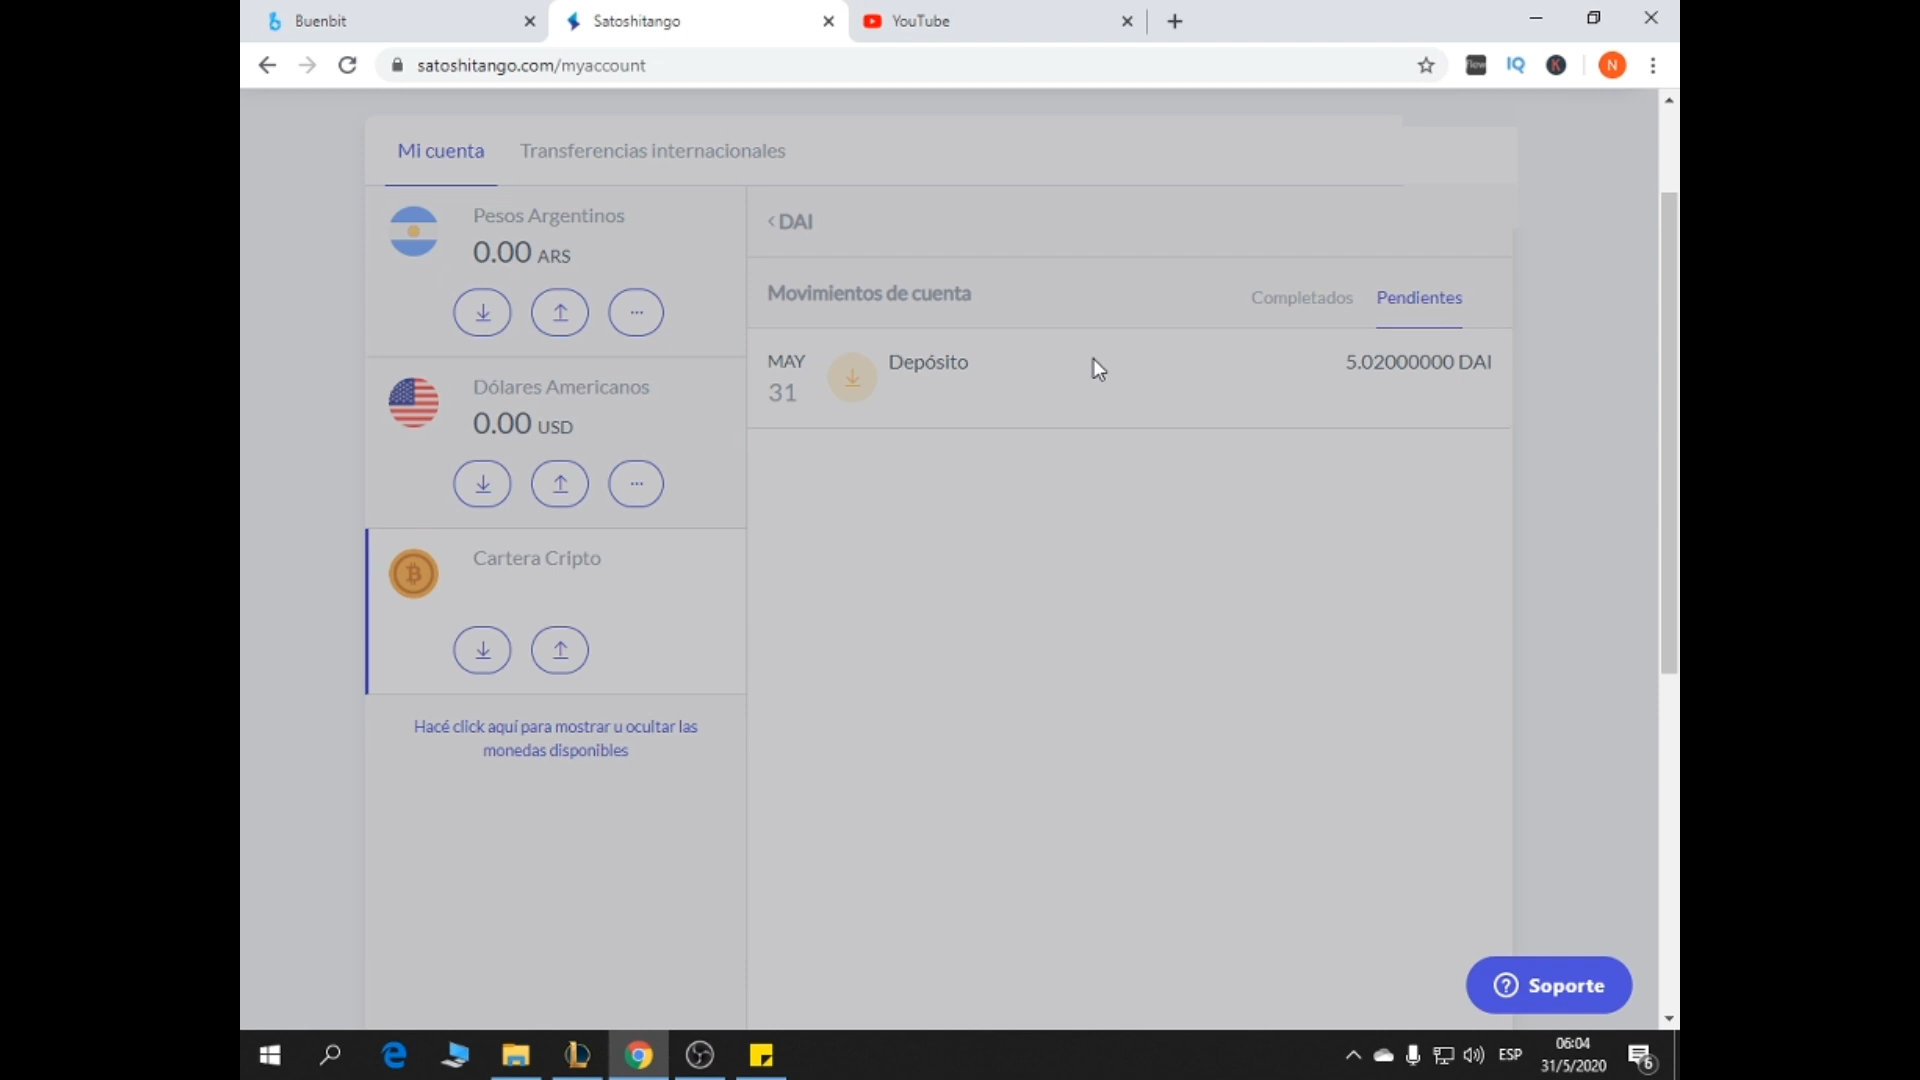 Buenbit
Satoshitango
YouTube
satoshitango.com/myaccount
IQ
N
Mi cuenta
Transferencias internacionales
Pesos Argentinos
0.00 ARS
Dólares Americanos
0.00 USD
Cartera Cripto
Hacé click aquí para mostrar u ocultar las
monedas disponibles
< DAI
Movimientos de cuenta
Completados
Pendientes
MAY
31
Depósito
5.02000000 DAI
Soporte
ESP
06:04
31/5/2020
6